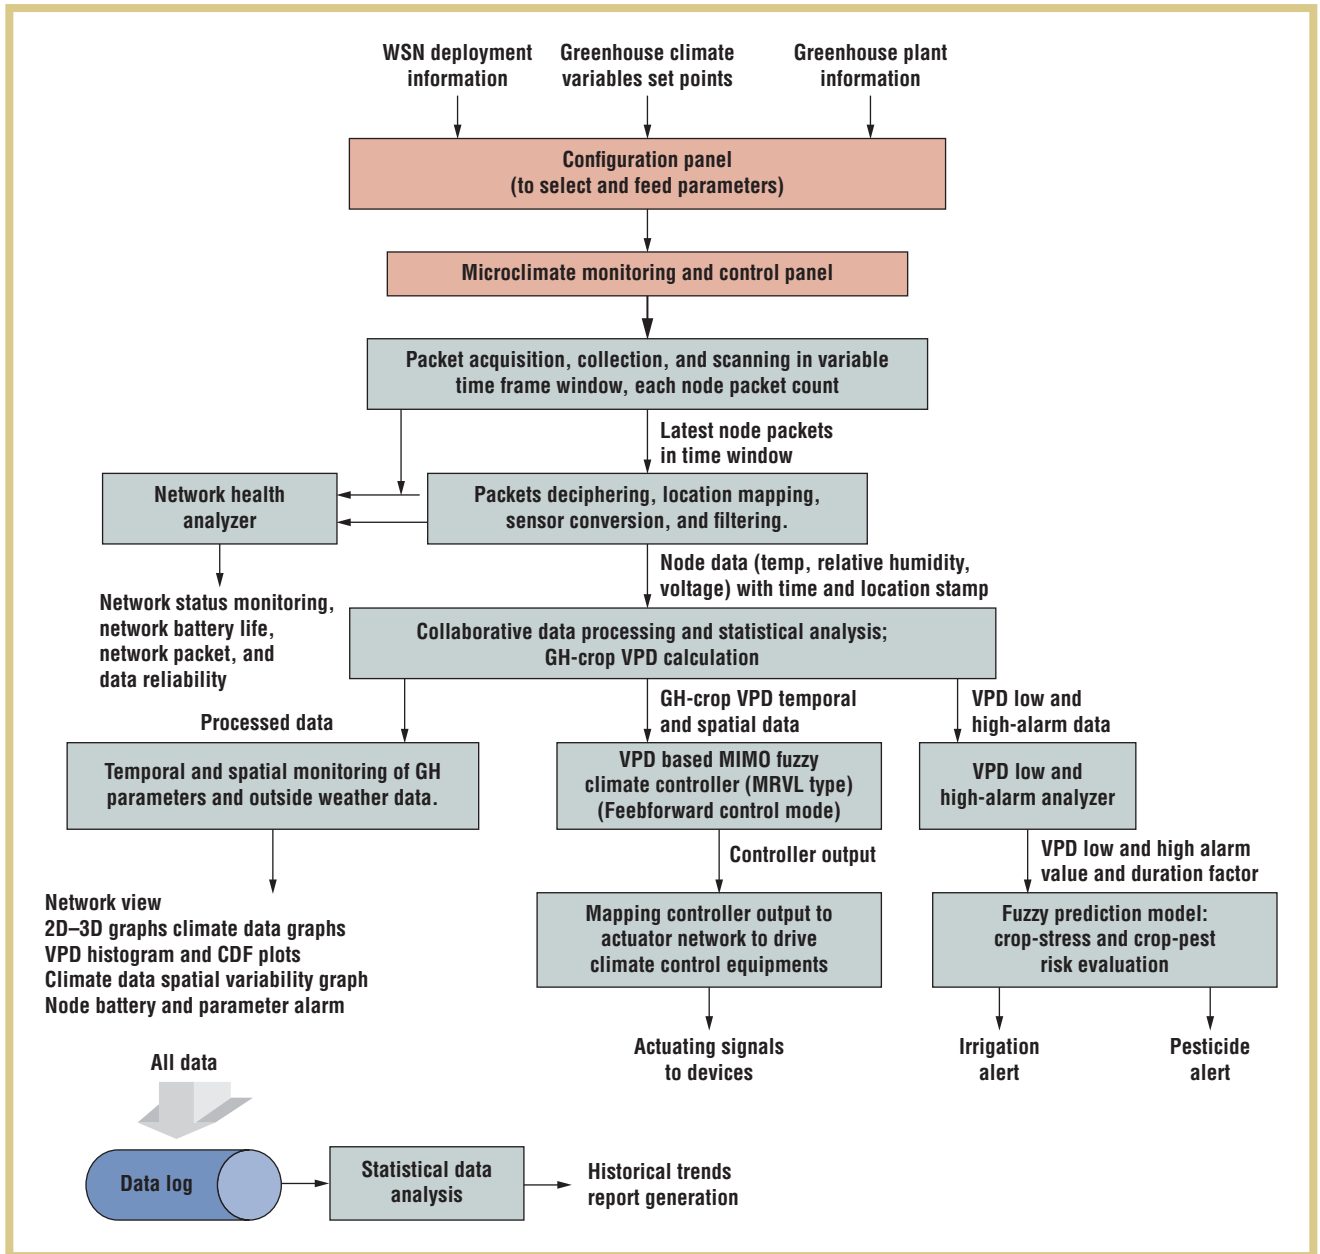 WSN deployment
information
Greenhouse climate
variables set points
Greenhouse plant
information
Configuration panel
(to select and feed parameters)
Microclimate monitoring and control panel
Packet acquisition, collection, and scanning in variable
time frame window, each node packet count
Latest node packets
in time window
Network health
analyzer
Packets deciphering, location mapping,
sensor conversion, and filtering.
Node data (temp, relative humidity,
voltage) with time and location stamp
Network status monitoring,
network battery life,
network packet, and
data reliability
Collaborative data processing and statistical analysis;
GH-crop VPD calculation
Processed data
GH-crop VPD temporal
and spatial data
VPD low and
high-alarm data
Temporal and spatial monitoring of GH
parameters and outside weather data.
VPD based MIMO fuzzy
climate controller (MRVL type)
(Feebforward control mode)
VPD low and
high-alarm analyzer
Controller output
VPD low and high alarm
value and duration factor
Network view
2D–3D graphs climate data graphs
VPD histogram and CDF plots
Climate data spatial variability graph
Node battery and parameter alarm
Mapping controller output to
actuator network to drive
climate control equipments
Fuzzy prediction model:
crop-stress and crop-pest
risk evaluation
Actuating signals
to devices
Irrigation
alert
Pesticide
alert
All data
Data log
Statistical data
analysis
Historical trends
report generation